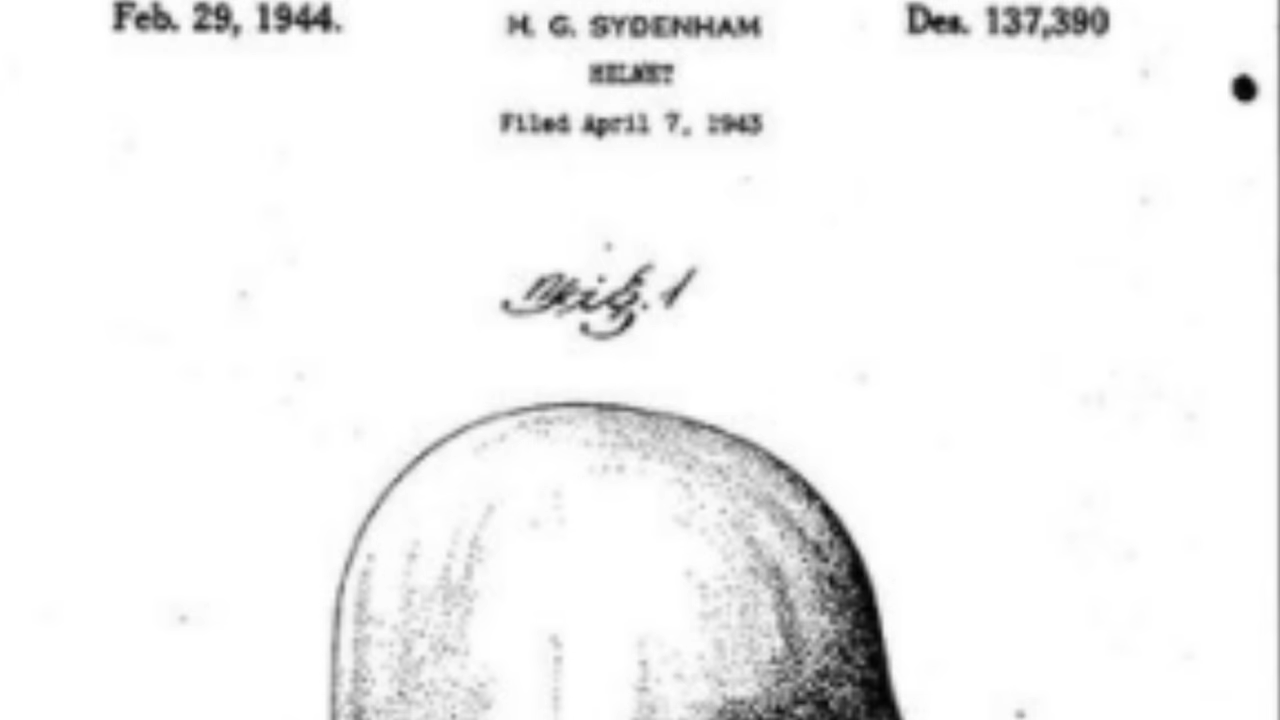 Feb. 29, 1944. H. G. SYDENHAM Des. 137,390
HELMET
Filed April 7, 1943
Fig. 1